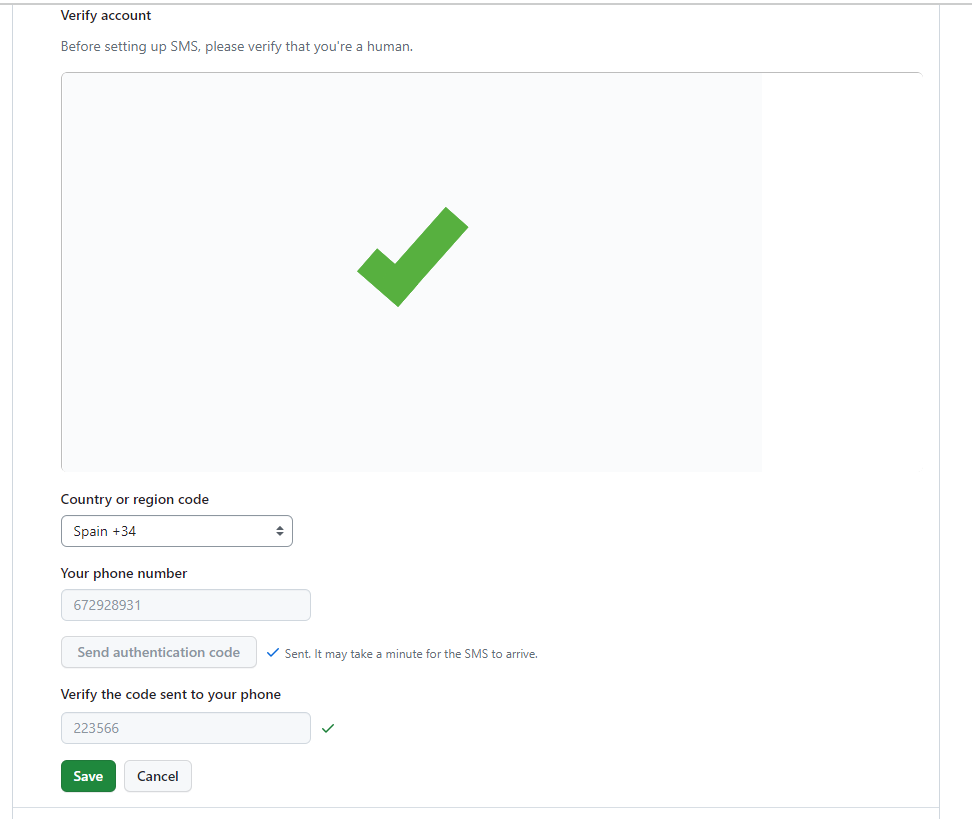 Verify account
Before setting up SMS, please verify that you're a human.
Country or region code
Spain +34
Your phone number
672928931
Send authentication code
Sent. It may take a minute for the SMS to arrive.
Verify the code sent to your phone
223566
Save Cancel